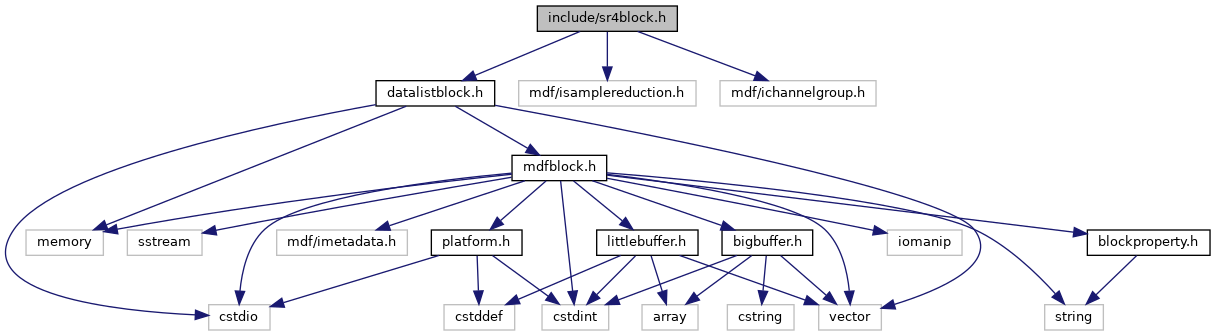 include/sr4block.h
datalistblock.h
mdf/isamplereduction.h
mdf/ichannelgroup.h
mdfblock.h
memory
sstream
mdf/imetadata.h
platform.h
littlebuffer.h
bigbuffer.h
iomanip
blockproperty.h
cstdio
cstddef
cstdint
array
cstring
vector
string